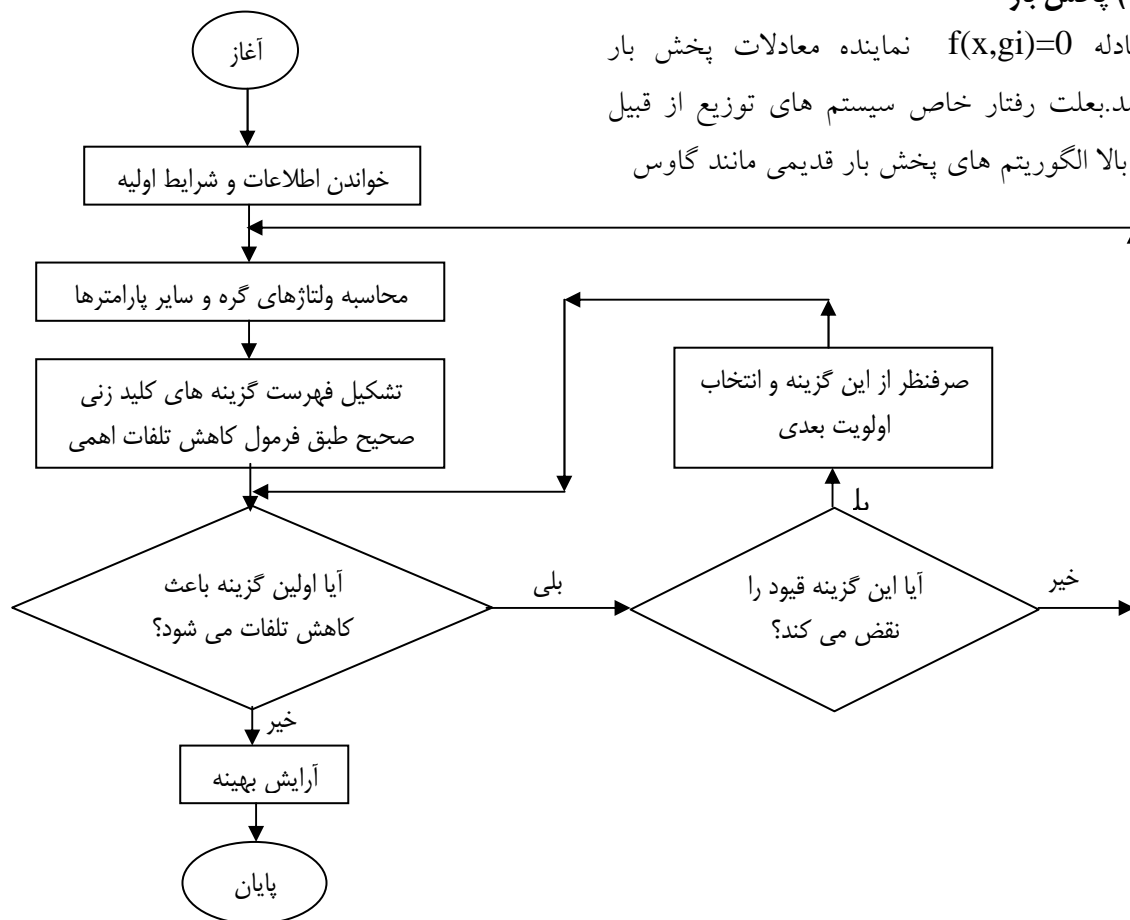 پخش بار
f(x,gi)=0 نماینده معادلات پخش بار
بعلت رفتار خاص سیستم های توزیع از قبیل
بالا الگوریتم های پخش بار قدیمی مانند گاوس
آغاز
خواندن اطلاعات و شرایط اولیه
محاسبه ولتاژهای گره و سایر پارامترها
تشکیل فهرست گزینه های کلید زنی
صحیح طبق فرمول کاهش تلفات اهمی
صرفنظر از این گزینه و انتخاب
اولویت بعدی
آیا اولین گزینه باعث
کاهش تلفات می شود؟
بلی
آیا این گزینه قیود را
نقض می کند؟
خیر
خیر
آرایش بهینه
پایان